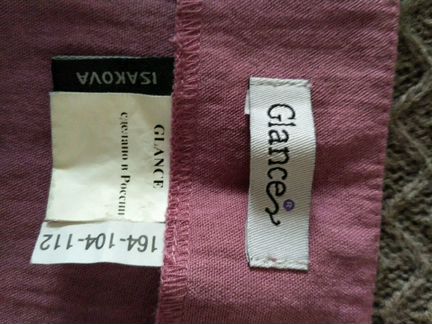 ISAKOVA
GLANCE
сделано в России
164-104-112
Glance